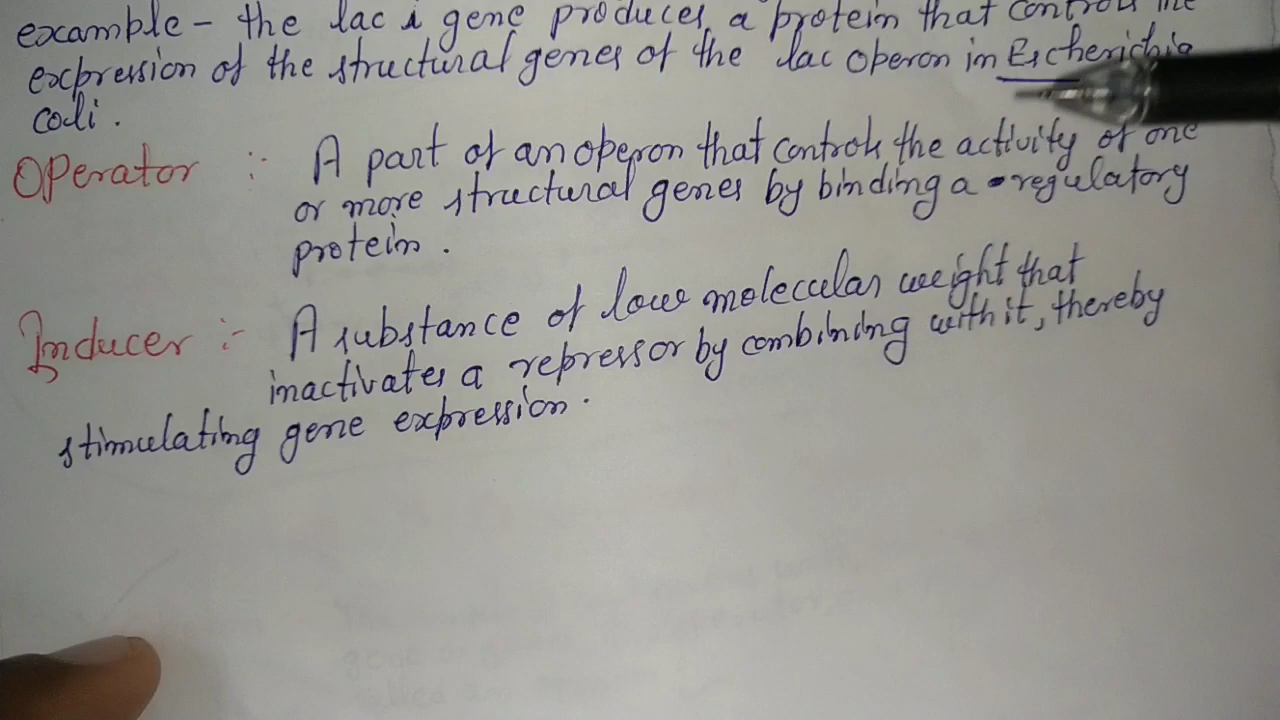 example - the lac i gene produces a protein that controls the
expression of the structural genes of the lac operon in Escherichia
coli.
Operator :- A part of an operon that controls the activity of one
or more structural genes by binding a regulatory
protein.
Inducer :- A substance of low molecular weight that
inactivates a repressor by combining with it, thereby
stimulating gene expression.